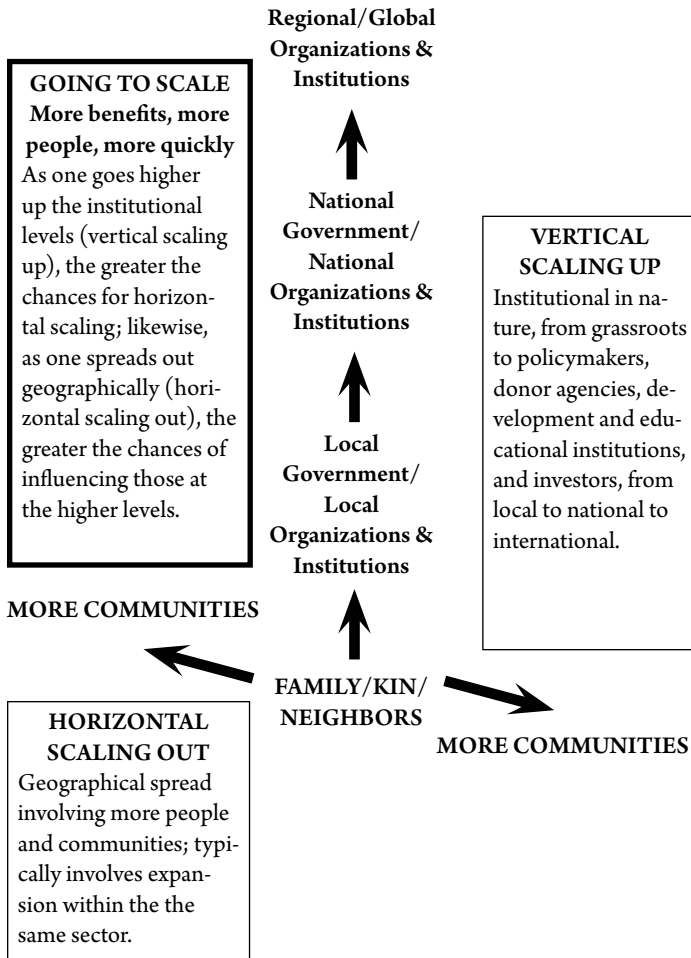 Regional/Global
Organizations &
Institutions
GOING TO SCALE
More benefits, more
people, more quickly
As one goes higher
up the institutional
levels (vertical scaling
up), the greater the
chances for horizon-
tal scaling; likewise,
as one spreads out
geographically (hori-
zontal scaling out), the
greater the chances of
influencing those at
the higher levels.
National
Government/
National
Organizations &
Institutions
VERTICAL
SCALING UP
Institutional in na-
ture, from grassroots
to policymakers,
donor agencies, de-
velopment and edu-
cational institutions,
and investors, from
local to national to
international.
Local
Government/
Local
Organizations &
Institutions
MORE COMMUNITIES
FAMILY/KIN/
NEIGHBORS
MORE COMMUNITIES
HORIZONTAL
SCALING OUT
Geographical spread
involving more people
and communities; typi-
cally involves expan-
sion within the the
same sector.